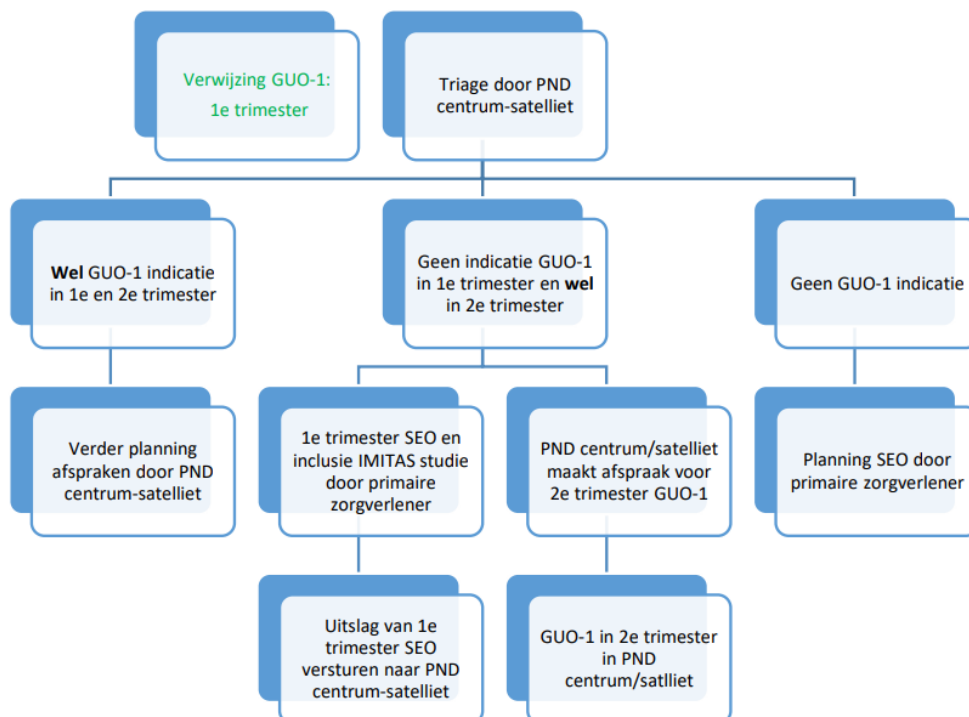 Verwijzing GUO-1:
1e trimester
Triage door PND
centrum-satelliet
Wel GUO-1 indicatie
in 1e en 2e trimester
Geen indicatie GUO-1
in 1e trimester en wel
in 2e trimester
Geen GUO-1 indicatie
Verder planning
afspraken door PND
centrum-satelliet
1e trimester SEO en
inclusie IMITAS studie
door primaire
zorgverlener
PND centrum/satelliet
maakt afspraak voor
2e trimester GUO-1
Planning SEO door
primaire zorgverlener
Uitslag van 1e
trimester SEO
versturen naar PND
centrum-satelliet
GUO-1 in 2e trimester
in PND
centrum/satlliet